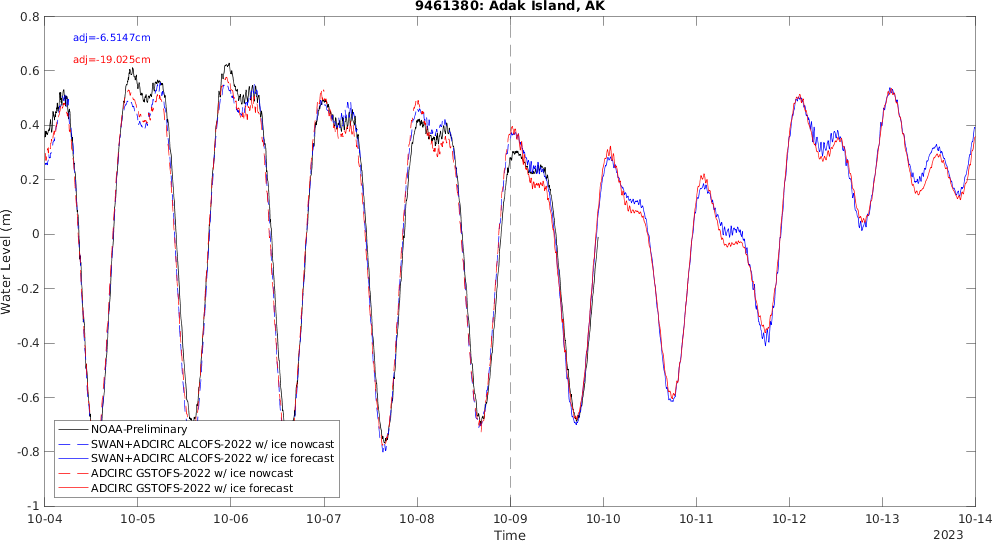 9461380: Adak Island, AK
adj=-6.5147cm
adj=-19.025cm
Water Level (m)
0.8
0.6
0.4
0.2
0
-0.2
-0.4
-0.6
-0.8
-1
NOAA-Preliminary
SWAN+ADCIRC ALCOFS-2022 w/ ice nowcast
SWAN+ADCIRC ALCOFS-2022 w/ ice forecast
ADCIRC GSTOFS-2022 w/ ice nowcast
ADCIRC GSTOFS-2022 w/ ice forecast
10-04 10-05 10-06 10-07 10-08 10-09 10-10 10-11 10-12 10-13 10-14
Time
2023